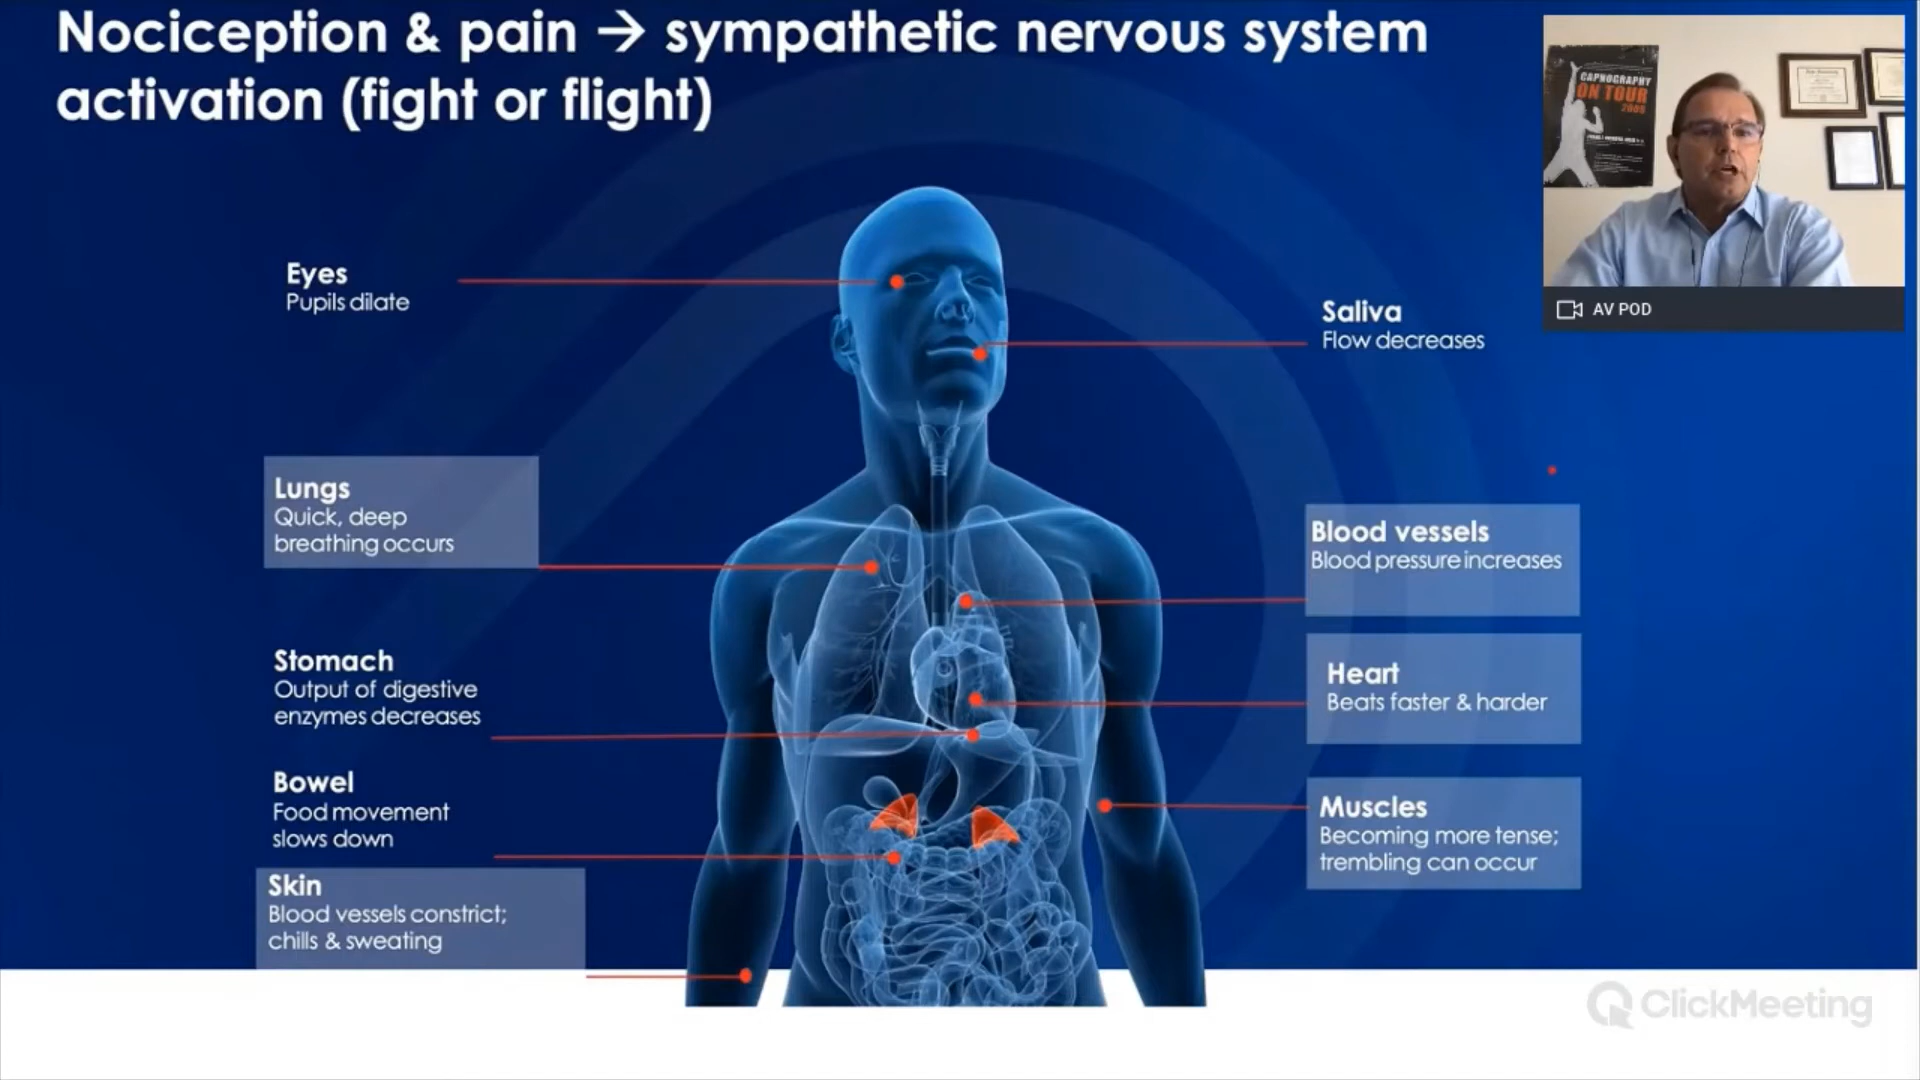 Nociception & pain → sympathetic nervous system
activation (fight or flight)
CAPNOGRAPHY
ON TOUR
AV POD
Eyes
Pupils dilate
Saliva
Flow decreases
Lungs
Quick, deep
breathing occurs
Blood vessels
Blood pressure increases
Stomach
Output of digestive
enzymes decreases
Heart
Beats faster & harder
Bowel
Food movement
slows down
Muscles
Becoming more tense;
trembling can occur
Skin
Blood vessels constrict;
chills & sweating
ClickMeeting